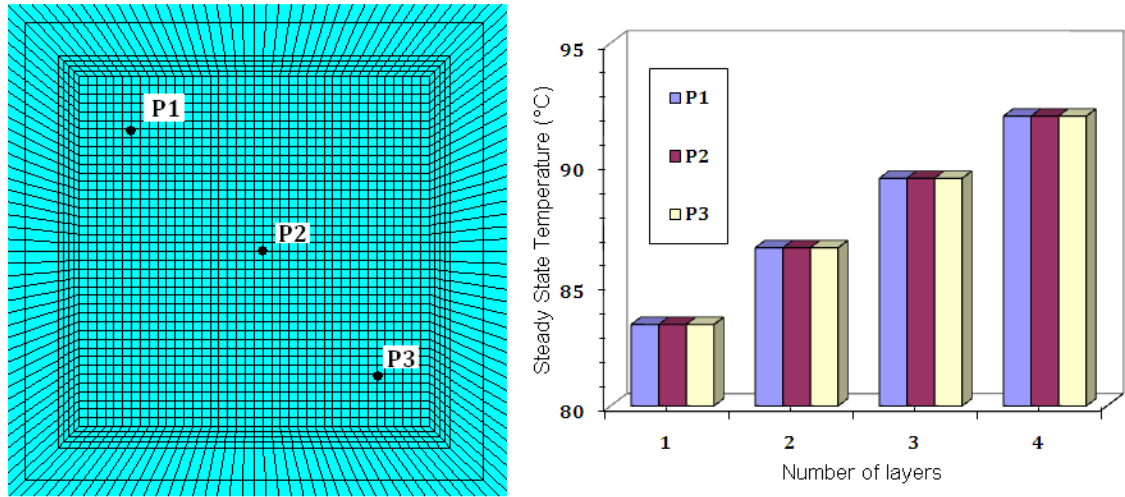 P1
P2
P3
95
90
85
80
Steady State Temperature (°C)
P1
P2
P3
1 2 3 4
Number of layers